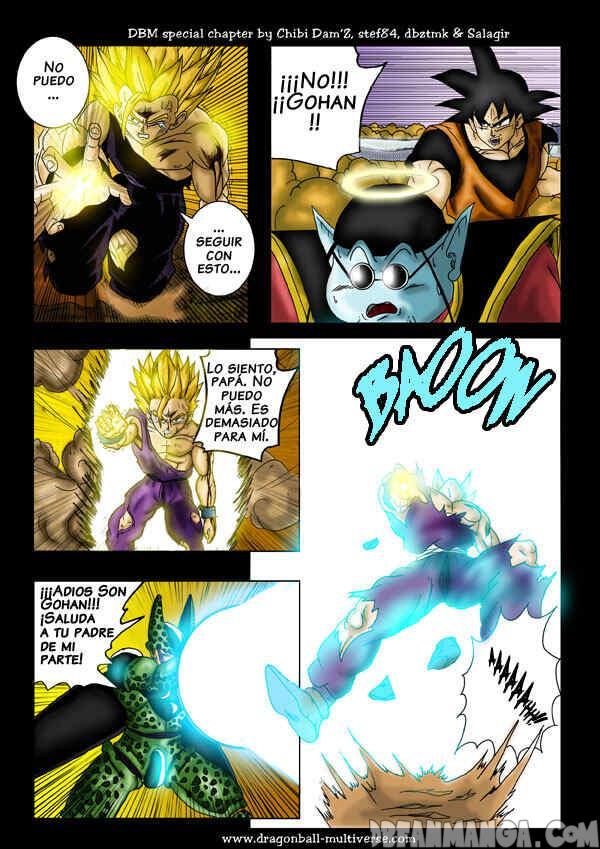 DBM special chapter by Chibi Dam'Z, stef84, dbztmk & Salagir
No
puedo
...
...
seguir
con
esto...
¡¡¡No!!!
¡¡Gohan
!!
Lo siento,
papá. No
puedo
más. Es
demasiado
para mí.
BAOOM
¡¡¡Adios Son
Gohan!!!
¡Saluda
a tu padre
de mi
parte!
WAAAAAHH!
www.dragonball-multiverse.com
DBZenManga.com